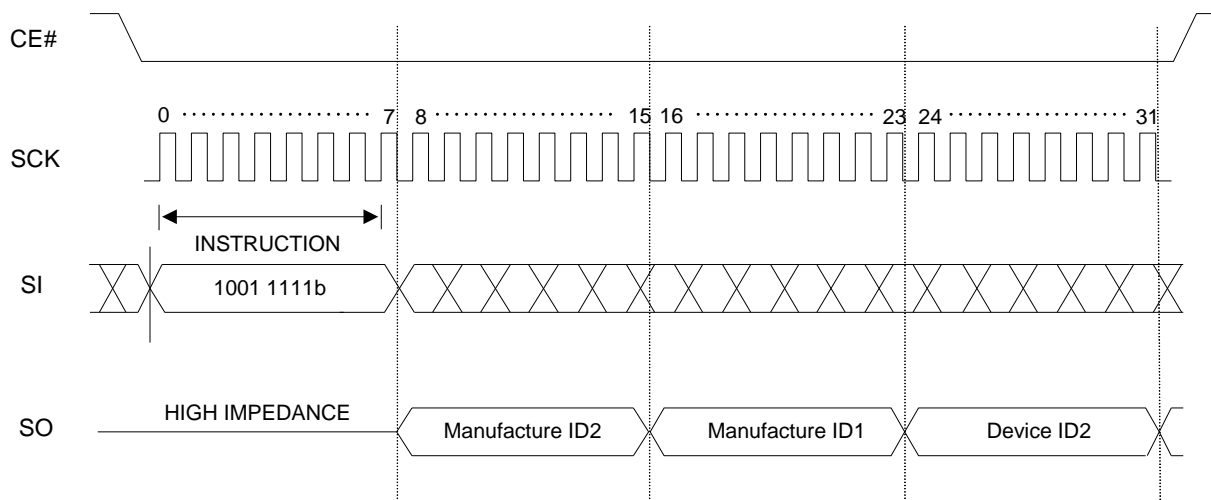 CE#
0 7 8 15 16 23 24 31
SCK
INSTRUCTION
SI
1001 1111b
HIGH IMPEDANCE
SO
Manufacture ID2
Manufacture ID1
Device ID2